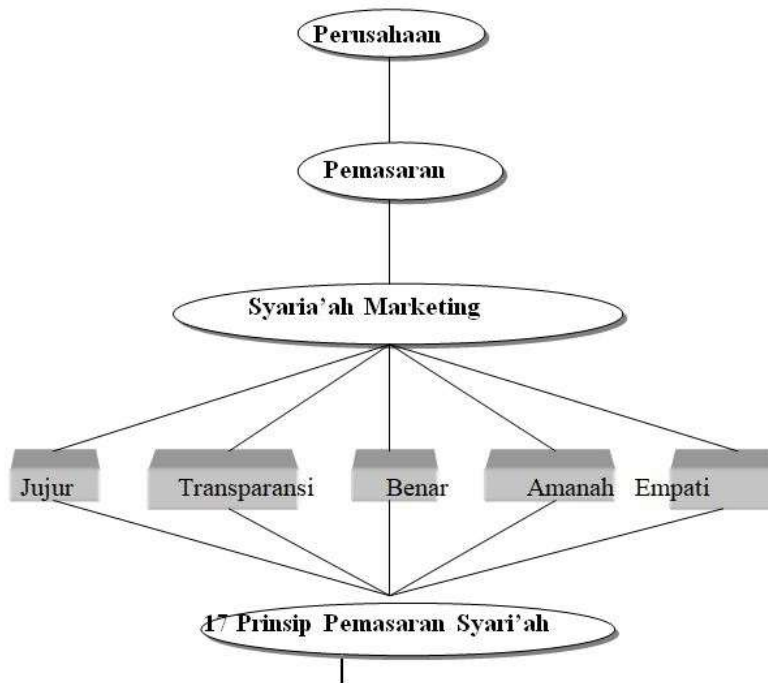 Perusahaan
Pemasaran
Syaria’ah Marketing
Jujur Transparansi Benar Amanah Empati
17 Prinsip Pemasaran Syari’ah